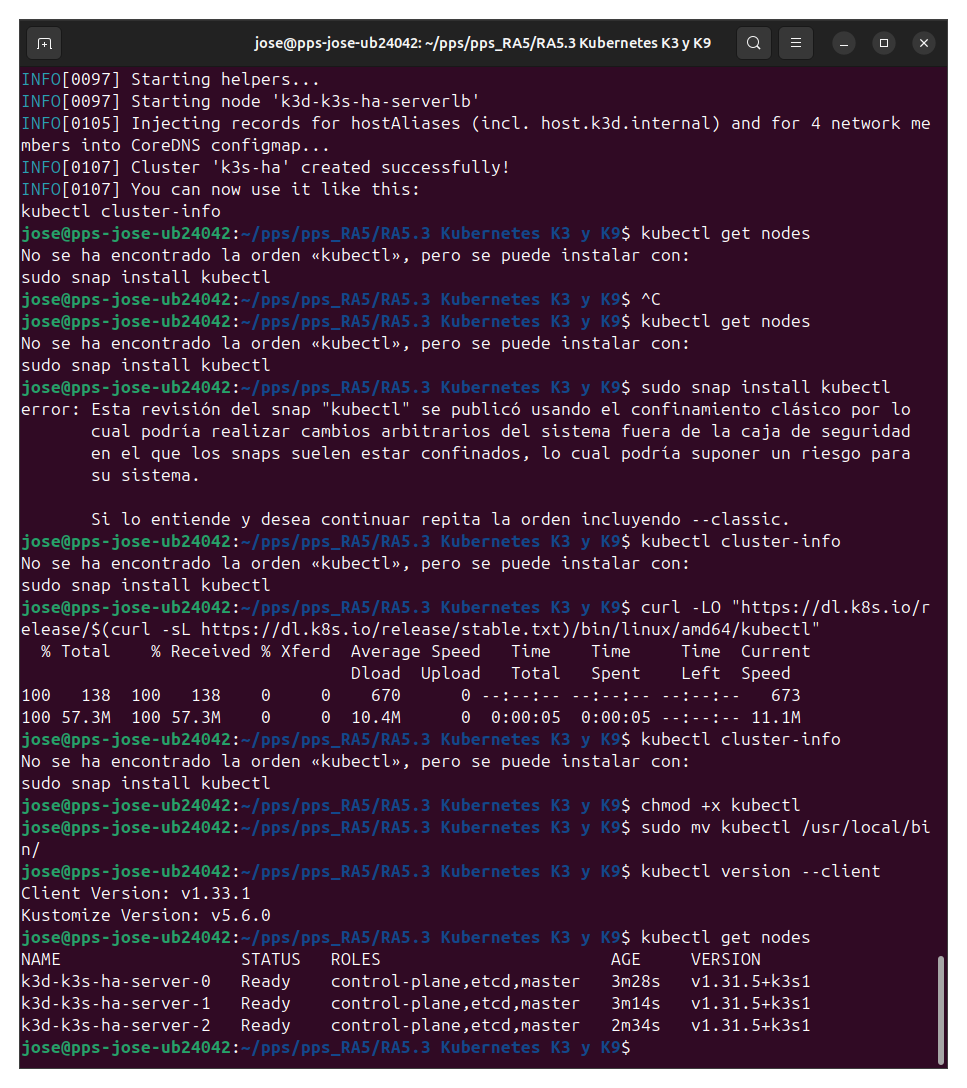 jose@pps-jose-ub24042: ~/pps/pps_RA5/RA5.3 Kubernetes K3 y K9
INFO[0097] Starting helpers...
INFO[0097] Starting node 'k3d-k3s-ha-serverlb'
INFO[0105] Injecting records for hostAliases (incl. host.k3d.internal) and for 4 network me
mbers into CoreDNS configmap...
INFO[0107] Cluster 'k3s-ha' created successfully!
INFO[0107] You can now use it like this:
kubectl cluster-info
jose@pps-jose-ub24042:~/pps/pps_RA5/RA5.3 Kubernetes K3 y K9$ kubectl get nodes
No se ha encontrado la orden «kubectl», pero se puede instalar con:
sudo snap install kubectl
jose@pps-jose-ub24042:~/pps/pps_RA5/RA5.3 Kubernetes K3 y K9$ ^C
jose@pps-jose-ub24042:~/pps/pps_RA5/RA5.3 Kubernetes K3 y K9$ kubectl get nodes
No se ha encontrado la orden «kubectl», pero se puede instalar con:
sudo snap install kubectl
jose@pps-jose-ub24042:~/pps/pps_RA5/RA5.3 Kubernetes K3 y K9$ sudo snap install kubectl
error: Esta revisión del snap "kubectl" se publicó usando el confinamiento clásico por lo
       cual podría realizar cambios arbitrarios del sistema fuera de la caja de seguridad
       en el que los snaps suelen estar confinados, lo cual podría suponer un riesgo para
       su sistema.
       Si lo entiende y desea continuar repita la orden incluyendo --classic.
jose@pps-jose-ub24042:~/pps/pps_RA5/RA5.3 Kubernetes K3 y K9$ kubectl cluster-info
No se ha encontrado la orden «kubectl», pero se puede instalar con:
sudo snap install kubectl
jose@pps-jose-ub24042:~/pps/pps_RA5/RA5.3 Kubernetes K3 y K9$ curl -LO "https://dl.k8s.io/r
elease/$(curl -sL https://dl.k8s.io/release/stable.txt)/bin/linux/amd64/kubectl"
  % Total    % Received % Xferd  Average Speed   Time    Time     Time  Current
                                 Dload  Upload   Total   Spent    Left  Speed
100   138  100   138    0     0    670      0 --:--:-- --:--:-- --:--:--   673
100 57.3M  100 57.3M    0     0  10.4M      0  0:00:05  0:00:05 --:--:-- 11.1M
jose@pps-jose-ub24042:~/pps/pps_RA5/RA5.3 Kubernetes K3 y K9$ kubectl cluster-info
No se ha encontrado la orden «kubectl», pero se puede instalar con:
sudo snap install kubectl
jose@pps-jose-ub24042:~/pps/pps_RA5/RA5.3 Kubernetes K3 y K9$ chmod +x kubectl
jose@pps-jose-ub24042:~/pps/pps_RA5/RA5.3 Kubernetes K3 y K9$ sudo mv kubectl /usr/local/bi
n/
jose@pps-jose-ub24042:~/pps/pps_RA5/RA5.3 Kubernetes K3 y K9$ kubectl version --client
Client Version: v1.33.1
Kustomize Version: v5.6.0
jose@pps-jose-ub24042:~/pps/pps_RA5/RA5.3 Kubernetes K3 y K9$ kubectl get nodes
NAME                  STATUS   ROLES                       AGE     VERSION
k3d-k3s-ha-server-0   Ready    control-plane,etcd,master   3m28s   v1.31.5+k3s1
k3d-k3s-ha-server-1   Ready    control-plane,etcd,master   3m14s   v1.31.5+k3s1
k3d-k3s-ha-server-2   Ready    control-plane,etcd,master   2m34s   v1.31.5+k3s1
jose@pps-jose-ub24042:~/pps/pps_RA5/RA5.3 Kubernetes K3 y K9$